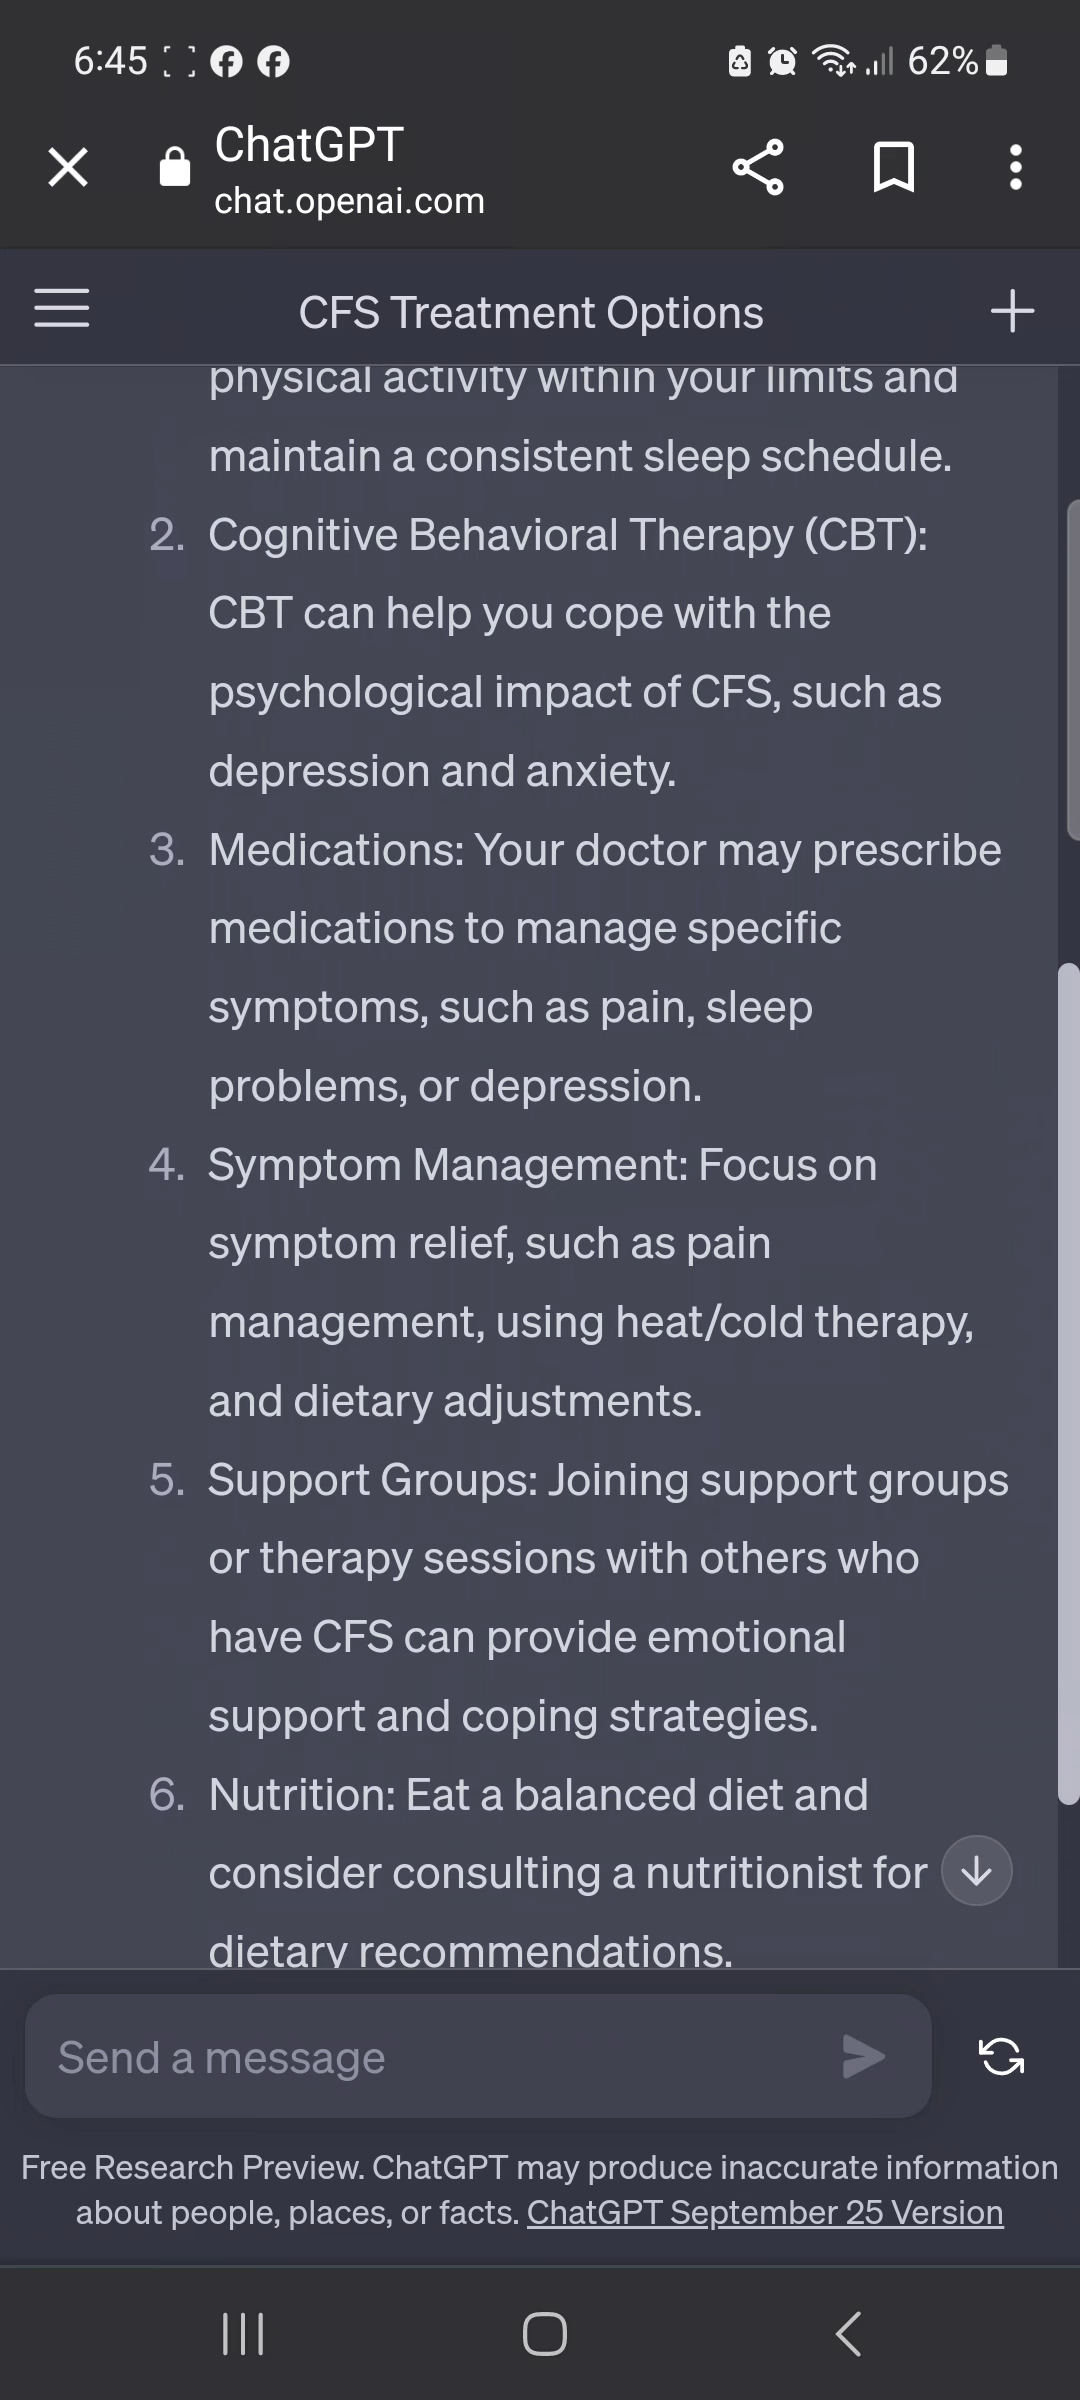 6:45
62%
ChatGPT
chat.openai.com
CFS Treatment Options
physical activity within your limits and
maintain a consistent sleep schedule.
2. Cognitive Behavioral Therapy (CBT):
CBT can help you cope with the
psychological impact of CFS, such as
depression and anxiety.
3. Medications: Your doctor may prescribe
medications to manage specific
symptoms, such as pain, sleep
problems, or depression.
4. Symptom Management: Focus on
symptom relief, such as pain
management, using heat/cold therapy,
and dietary adjustments.
5. Support Groups: Joining support groups
or therapy sessions with others who
have CFS can provide emotional
support and coping strategies.
6. Nutrition: Eat a balanced diet and
consider consulting a nutritionist for
dietary recommendations.
Send a message
Free Research Preview. ChatGPT may produce inaccurate information
about people, places, or facts. ChatGPT September 25 Version